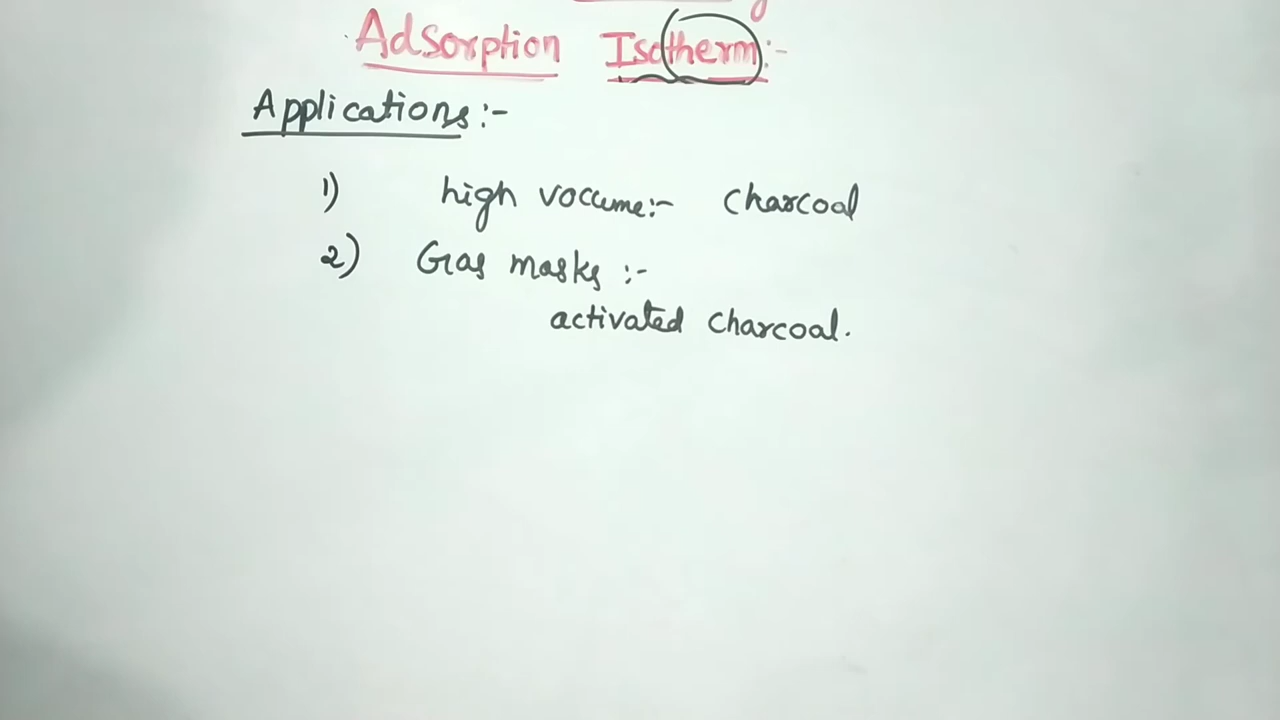 Adsorption Isotherm:-
Applications:-
1) high vocume:- charcoal
2) Gas masks :-
activated charcoal.